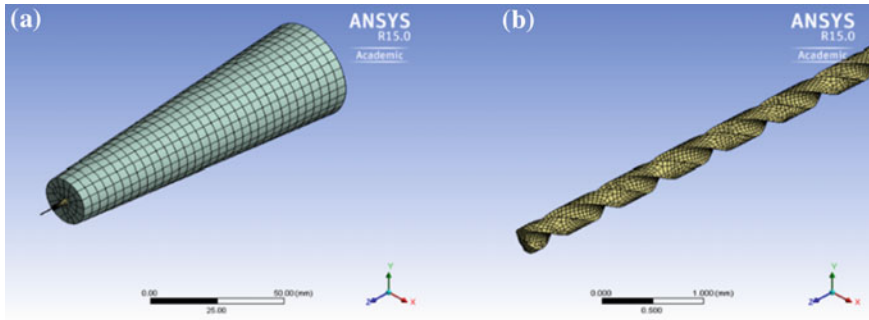 (a)
ANSYS
R15.0
Academic
0.00
50.00 (mm)
25.00
Y
Z
X
(b)
ANSYS
R15.0
Academic
0.000
1.000 (mm)
0.500
Y
Z
X